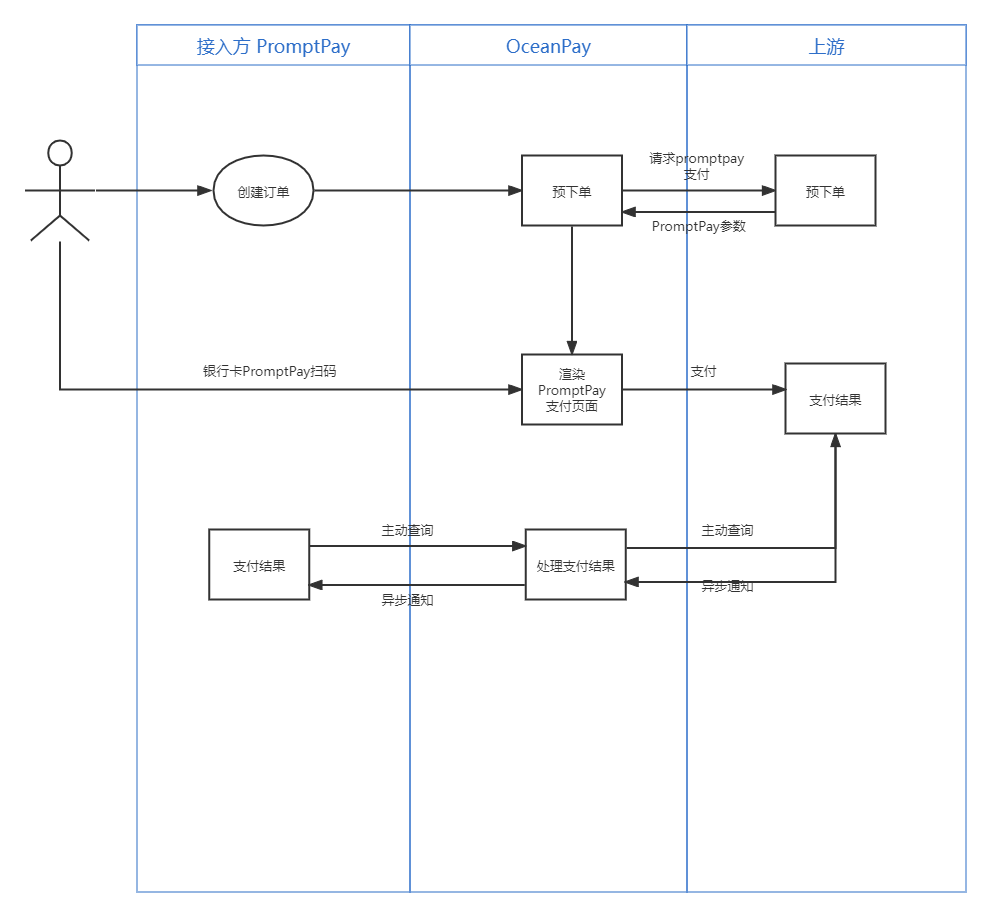 接入方 PromptPay
OceanPay
上游
创建订单
预下单
请求promptpay
支付
PromptPay参数
预下单
银行卡PromptPay扫码
渲染
PromptPay
支付页面
支付
支付结果
支付结果
主动查询
异步通知
处理支付结果
主动查询
异步通知